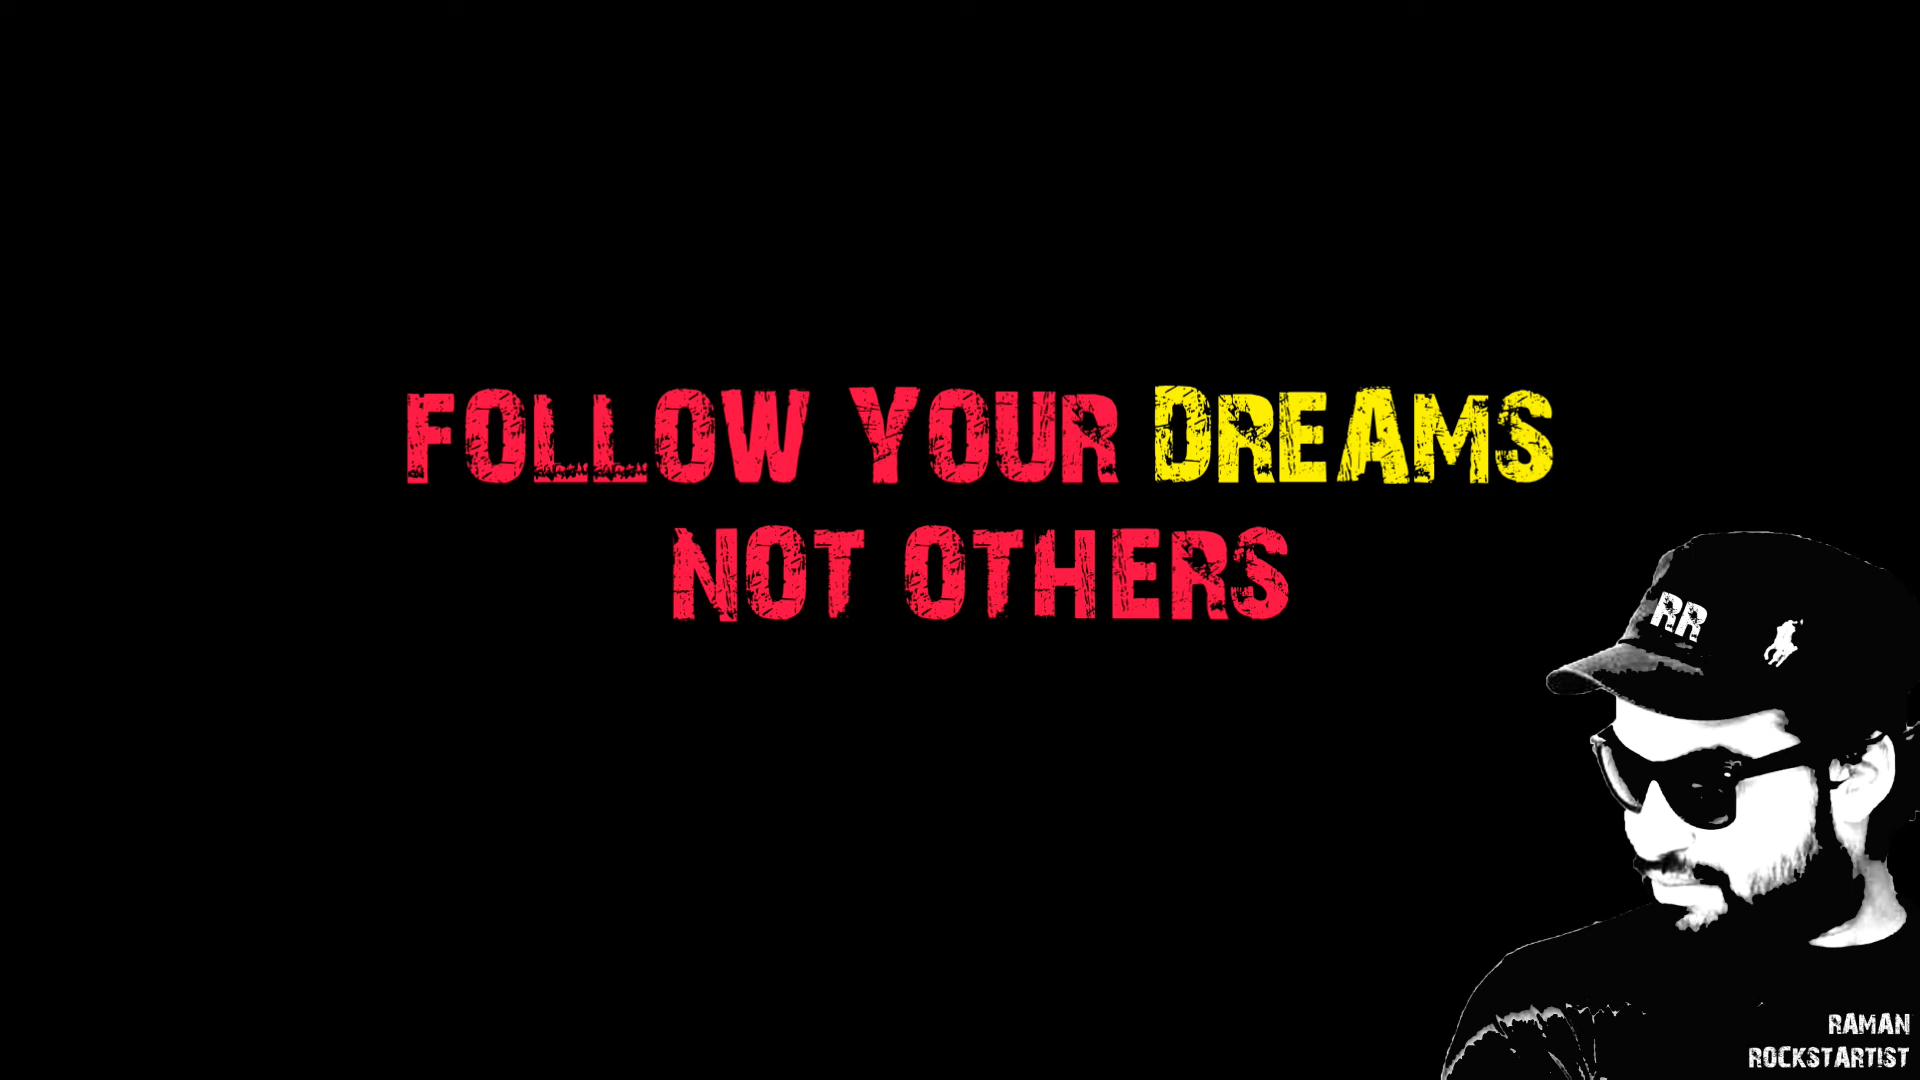 FOLLOW YOUR DREAMS
NOT OTHERS
RR
RAMAN
ROCKSTARTIST